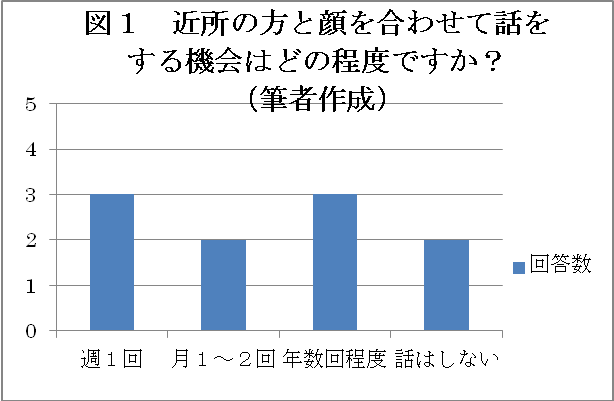 図１　近所の方と顔を合わせて話を
する機会はどの程度ですか？
（筆者作成）
5
4
3
2
1
0
週１回
月１～２回
年数回程度
話はしない
回答数